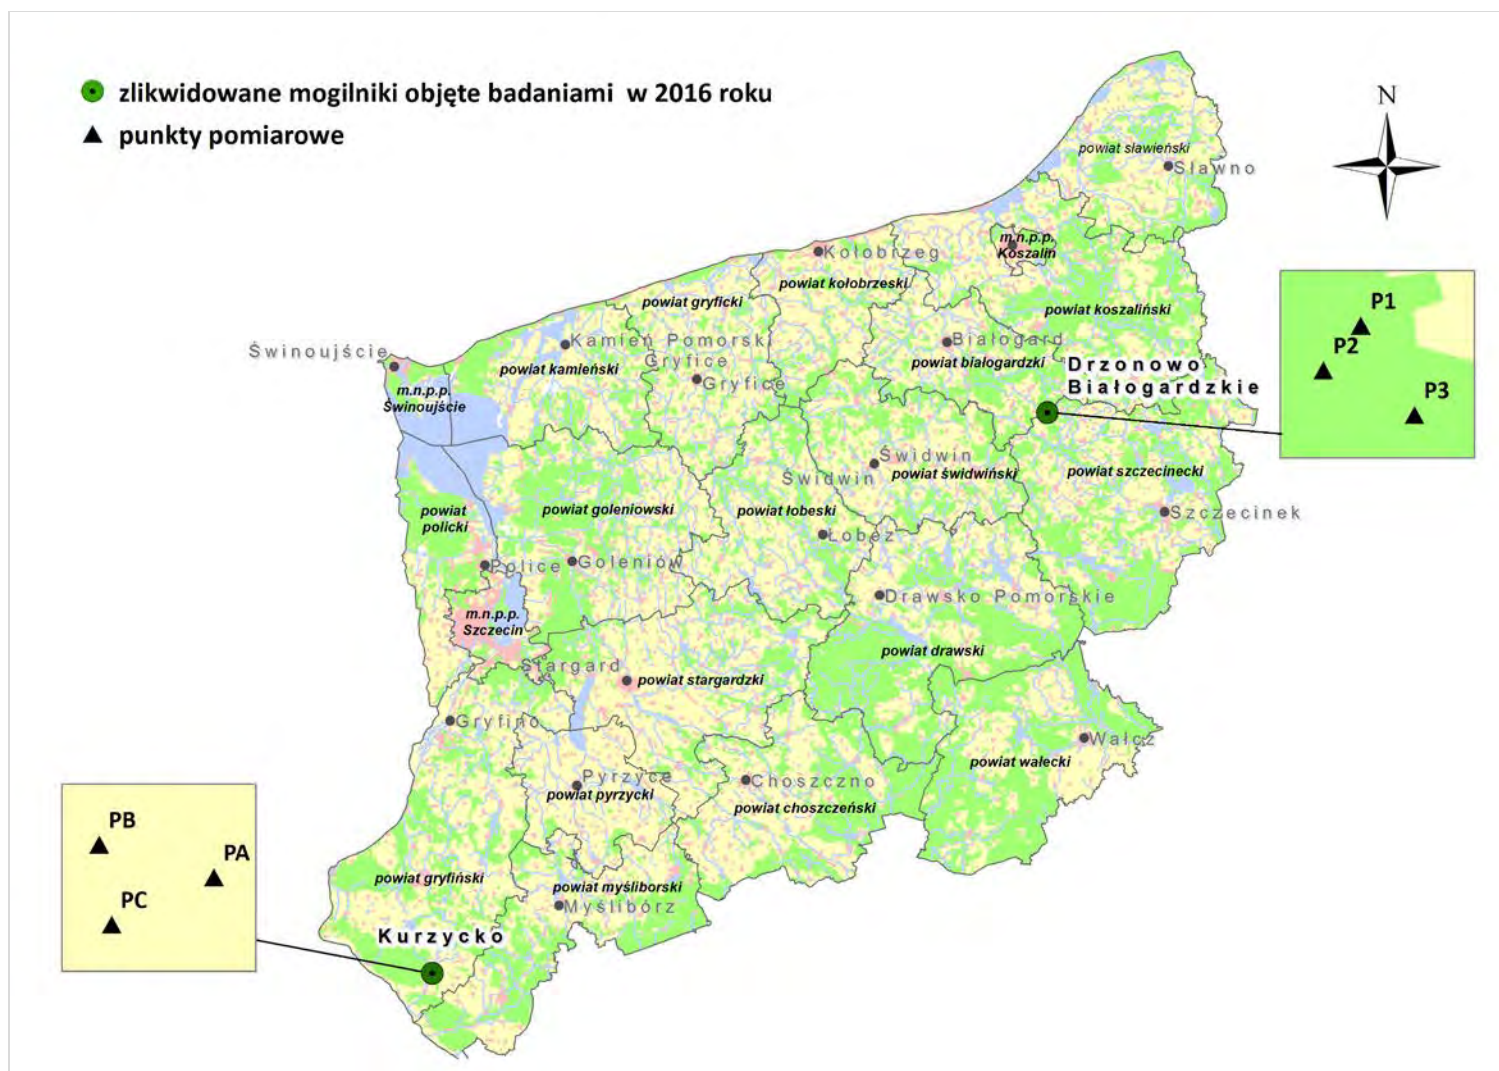 zlikwidowane mogilniki objęte badaniami w 2016 roku
punkty pomiarowe
N
powiat sławieński
Sławno
m.n.p.p.
Koszalin
Kołobrzeg
powiat kołobrzeski
powiat gryficki
powiat koszaliński
P1
P2
P3
Świnoujście
Kamień Pomorski
powiat kamieński
Gryfice
Gryfice
Białogard
powiat białogardzki
Drzonowo
Białogardzkie
m.n.p.p.
Świnoujście
Świdwin
Świdwin
powiat świdwiński
powiat szczecinecki
powiat
policki
powiat goleniowski
powiat łobeski
Szczecinek
Łobez
Police
Goleniów
Drawsko Pomorskie
m.n.p.p.
Szczecin
powiat drawski
Stargard
powiat stargardzki
Gryfino
Wałcz
powiat wałecki
Pyrzyce
powiat pyrzycki
Choszczno
powiat choszczeński
PB
PA
PC
powiat gryfiński
powiat myśliborski
Myślibórz
Kurzycko